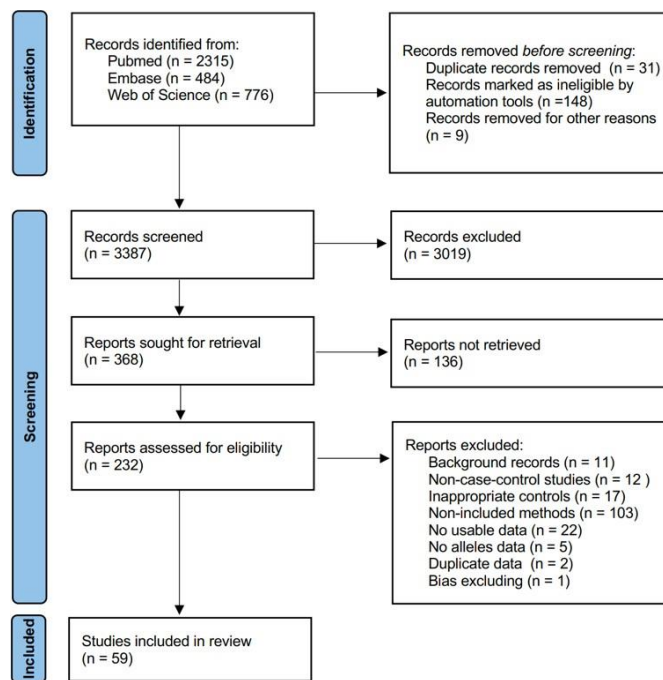 Identification
Records identified from:
Pubmed (n = 2315)
Embase (n = 484)
Web of Science (n = 776)
Records removed before screening:
Duplicate records removed (n = 31)
Records marked as ineligible by
automation tools (n =148)
Records removed for other reasons
(n = 9)
Screening
Records screened
(n = 3387)
Records excluded
(n = 3019)
Reports sought for retrieval
(n = 368)
Reports not retrieved
(n = 136)
Reports assessed for eligibility
(n = 232)
Reports excluded:
Background records (n = 11)
Non-case-control studies (n = 12 )
Inappropriate controls (n = 17)
Non-included methods (n = 103)
No usable data (n = 22)
No alleles data (n = 5)
Duplicate data (n = 2)
Bias excluding (n = 1)
Included
Studies included in review
(n = 59)